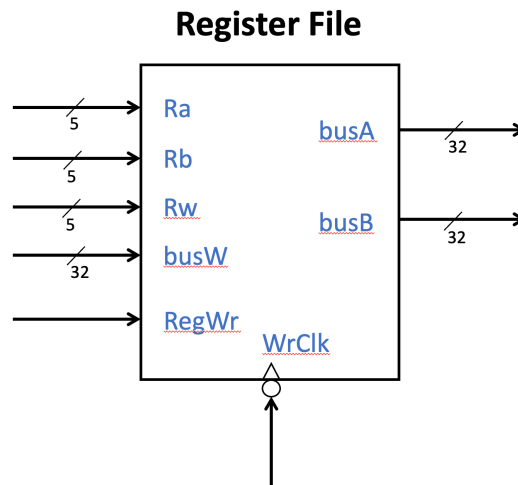 Register File
Ra
5
Rb
5
Rw
5
busW
32
RegWr
WrClk
busA
32
busB
32